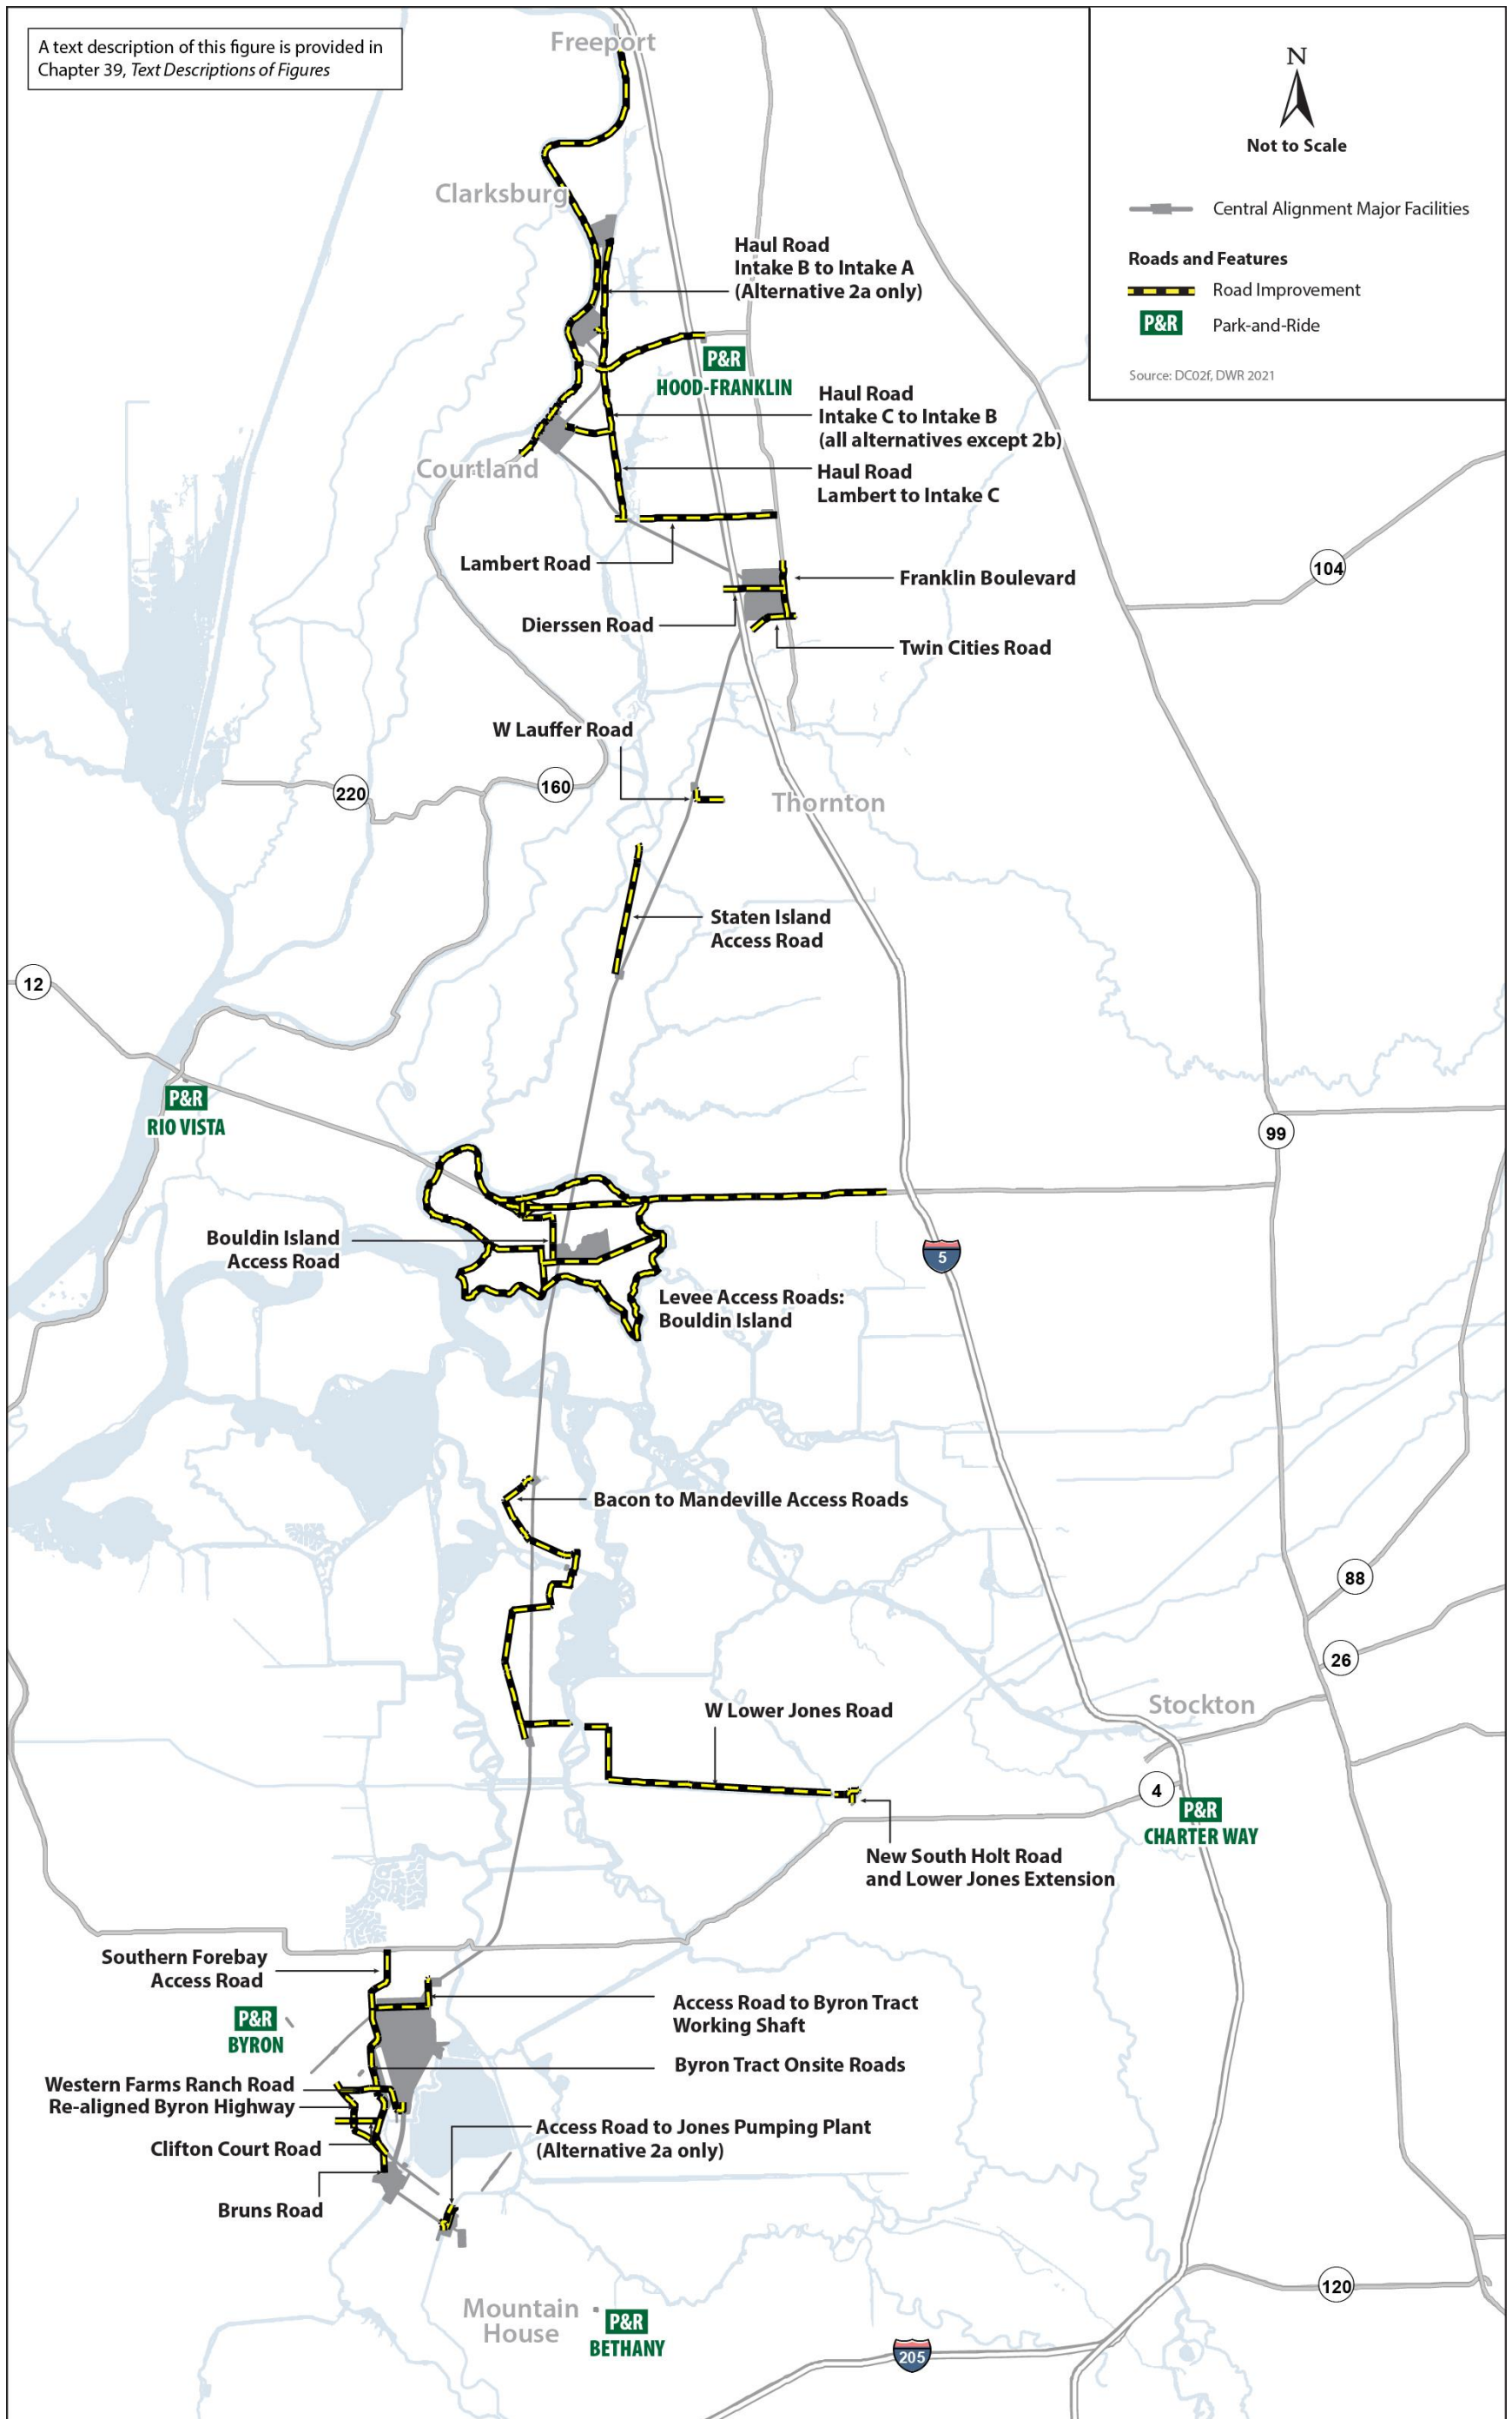 A text description of this figure is provided in
Chapter 39, Text Descriptions of Figures
N
Not to Scale
Central Alignment Major Facilities
Roads and Features
Road Improvement
P&R
Park-and-Ride
Source: DC02f, DWR 2021
Freeport
Clarksburg
Haul Road
Intake B to Intake A
(Alternative 2a only)
P&R
HOOD-FRANKLIN
Haul Road
Intake C to Intake B
(all alternatives except 2b)
Courtland
Haul Road
Lambert to Intake C
Lambert Road
104
Franklin Boulevard
Dierssen Road
Twin Cities Road
W Lauffer Road
220
160
Thornton
Staten Island
Access Road
12
P&R
RIO VISTA
99
Bouldin Island
Access Road
5
Levee Access Roads:
Bouldin Island
Bacon to Mandeville Access Roads
88
26
W Lower Jones Road
Stockton
4
P&R
CHARTER WAY
New South Holt Road
and Lower Jones Extension
Southern Forebay
Access Road
P&R
BYRON
Access Road to Byron Tract
Working Shaft
Byron Tract Onsite Roads
Western Farms Ranch Road
Re-aligned Byron Highway
Clifton Court Road
Access Road to Jones Pumping Plant
(Alternative 2a only)
Bruns Road
120
Mountain
House
P&R
BETHANY
205